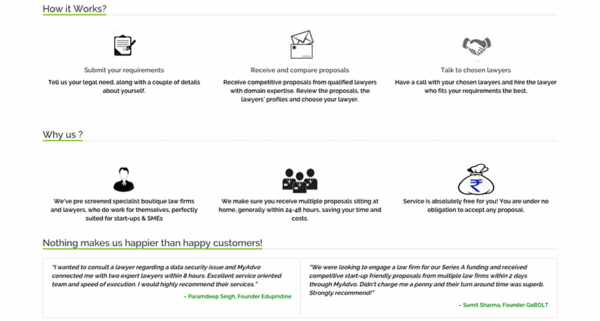 How it Works?
Submit your requirements
Tell us your legal need, along with a couple of details
about yourself.
Receive and compare proposals
Receive competitive proposals from qualified lawyers
with domain expertise. Review the proposals, the
lawyers' profiles and choose your lawyer.
Talk to chosen lawyers
Have a call with your chosen lawyers and hire the lawyer
who fits your requirements the best.
Why us ?
We've pre screened specialist boutique law firms
and lawyers, who do work for themselves, perfectly
suited for start-ups & SMEs
We make sure you receive multiple proposals sitting at
home, generally within 24-48 hours, saving your time and
costs.
₹
Service is absolutely free for you! You are under no
obligation to accept any proposal.
Nothing makes us happier than happy customers!
"I wanted to consult a lawyer regarding a data security issue and MyAdvo
connected me with two expert lawyers within 8 hours. Excellent service oriented
team and speed of execution. I would highly recommend their services."
– Paramdeep Singh, Founder Edupristine
"We were looking to engage a law firm for our Series A funding and received
competitive start-up friendly proposals from multiple law firms within 2 days
through MyAdvo. Didn't charge me a penny and their turn around time was superb.
Strongly recommend!"
– Sumit Sharma, Founder GoBOLT